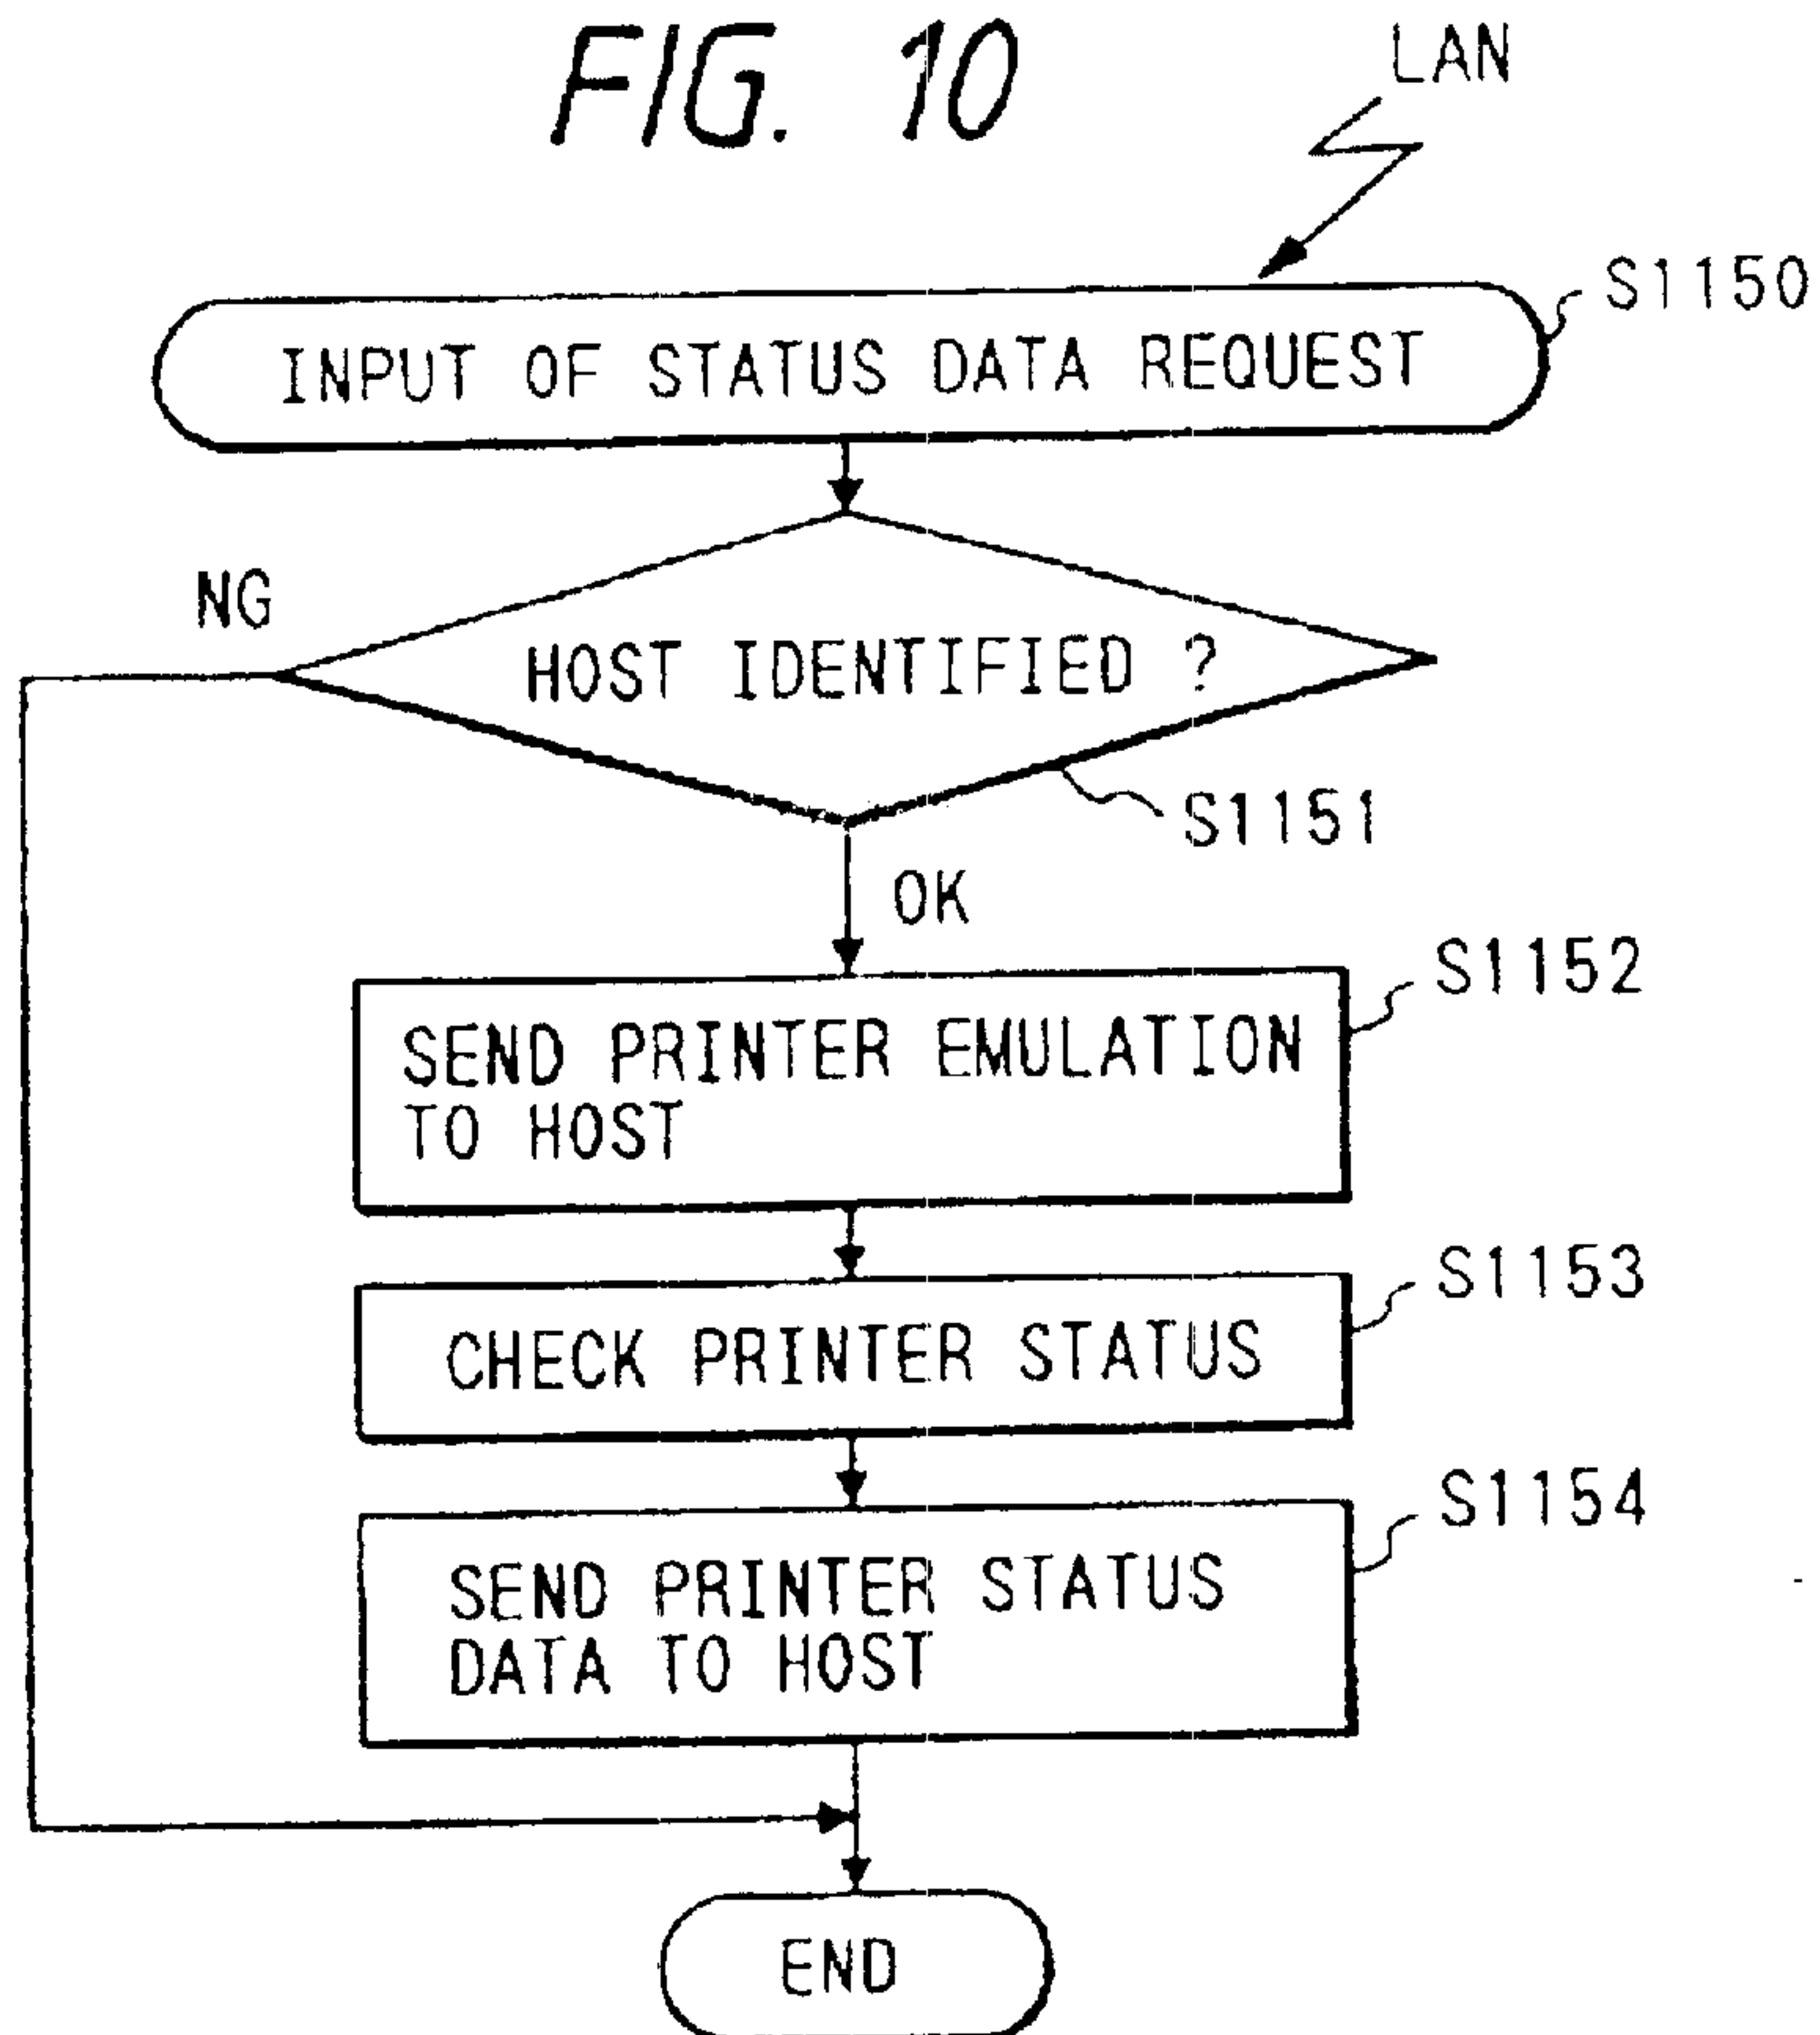 FIG. 10
LAN
S1150
INPUT OF STATUS DATA REQUEST
NG
HOST IDENTIFIED ?
S1151
OK
S1152
SEND PRINTER EMULATION
TO HOST
S1153
CHECK PRINTER STATUS
S1154
SEND PRINTER STATUS
DATA TO HOST
END